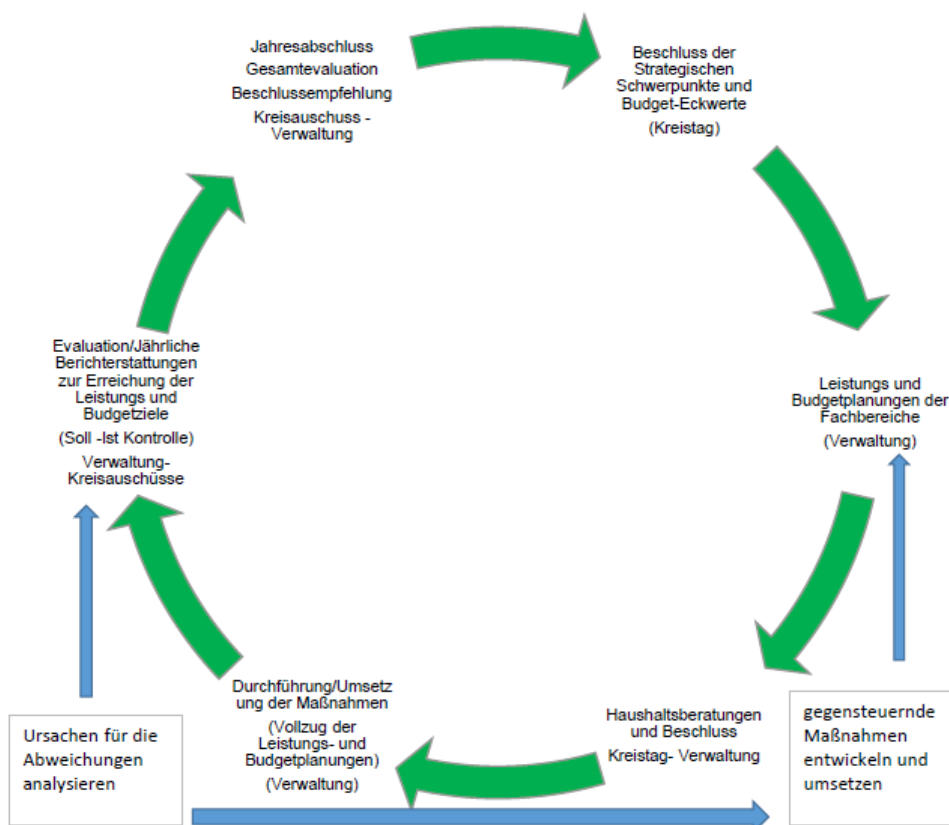 Jahresabschluss
Gesamtevaluation
Beschlussempfehlung
Kreisauschuss -
Verwaltung
Beschluss der
Strategischen
Schwerpunkte und
Budget-Eckwerte
(Kreistag)
Leistungs und
Budgetplanungen der
Fachbereiche
(Verwaltung)
Haushaltsberatungen
und Beschluss
Kreistag- Verwaltung
Durchführung/Umsetz
ung der Maßnahmen
(Vollzug der
Leistungs- und
Budgetplanungen)
(Verwaltung)
Evaluation/Jährliche
Berichterstattungen
zur Erreichung der
Leistungs und
Budgetziele
(Soll -Ist Kontrolle)
Verwaltung-
Kreisauschüsse
Ursachen für die
Abweichungen
analysieren
gegensteuernde
Maßnahmen
entwickeln und
umsetzen